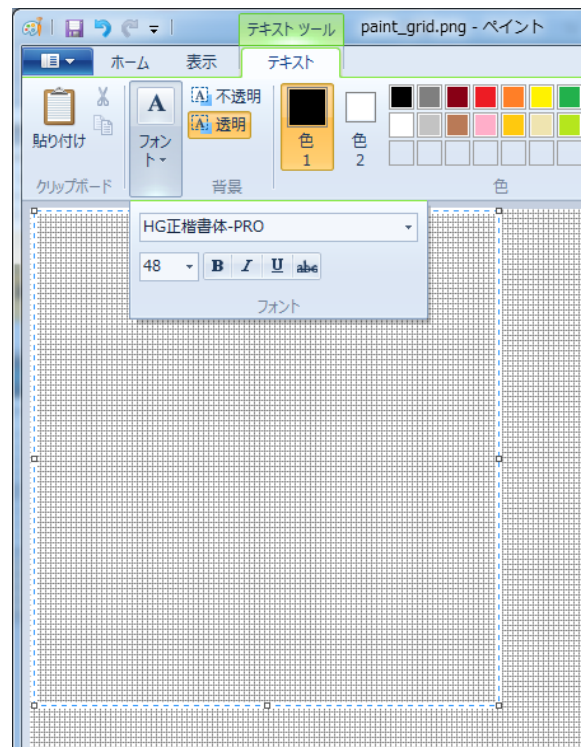 テキスト ツール
paint_grid.png - ペイント
ホーム
表示
テキスト
貼り付け
クリップボード
A
フォン
ト
A 不透明
A 透明
背景
色
1
色
2
色
HG正楷書体-PRO
48
B I U abc
フォント